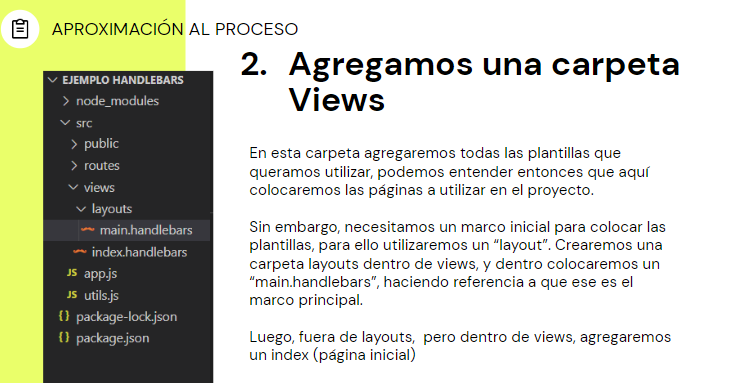 APROXIMACIÓN AL PROCESO
2. Agregamos una carpeta
Views
EJEMPLO HANDLEBARS
node_modules
src
public
routes
views
layouts
main.handlebars
index.handlebars
JS app.js
JS utils.js
{} package-lock.json
{} package.json
En esta carpeta agregaremos todas las plantillas que
queramos utilizar, podemos entender entonces que aquí
colocaremos las páginas a utilizar en el proyecto.
Sin embargo, necesitamos un marco inicial para colocar las
plantillas, para ello utilizaremos un “layout”. Crearemos una
carpeta layouts dentro de views, y dentro colocaremos un
“main.handlebars”, haciendo referencia a que ese es el
marco principal.
Luego, fuera de layouts, pero dentro de views, agregaremos
un index (página inicial)